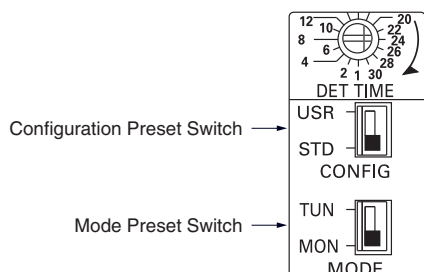 12
10
8
6
4
2
1
30
28
26
24
22
20
DET TIME
Configuration Preset Switch
USR
STD
CONFIG
Mode Preset Switch
TUN
MON
MODE